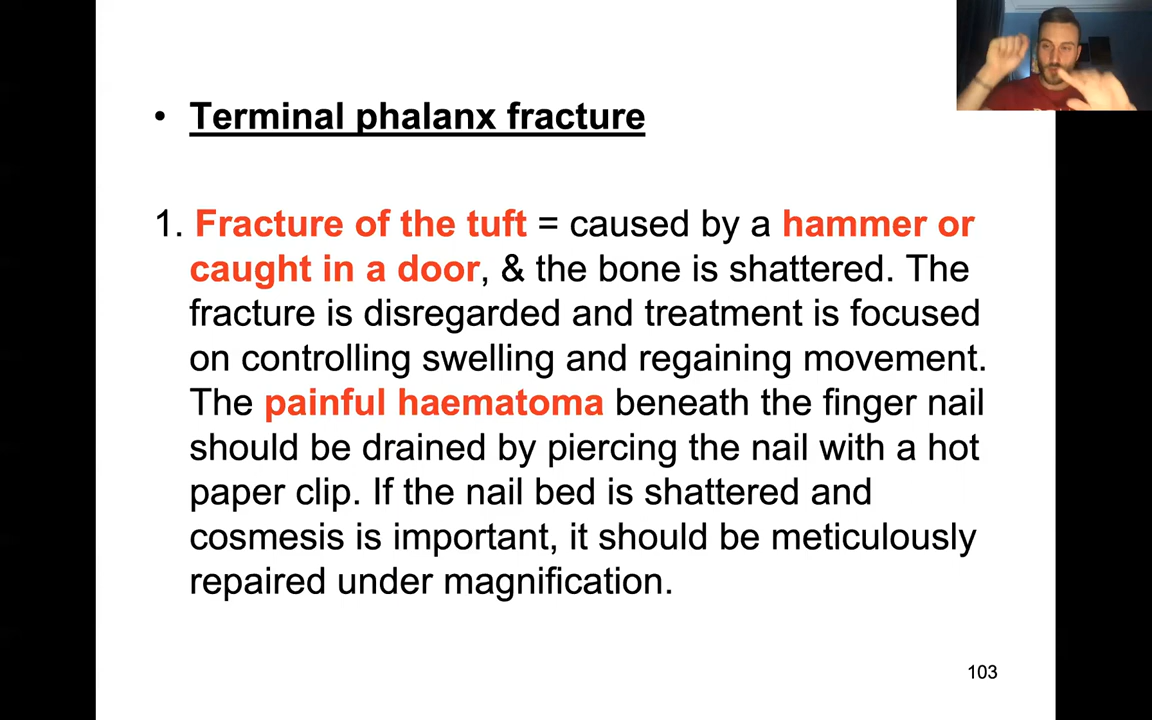 • Terminal phalanx fracture
1. Fracture of the tuft = caused by a hammer or
caught in a door, & the bone is shattered. The
fracture is disregarded and treatment is focused
on controlling swelling and regaining movement.
The painful haematoma beneath the finger nail
should be drained by piercing the nail with a hot
paper clip. If the nail bed is shattered and
cosmesis is important, it should be meticulously
repaired under magnification.
103